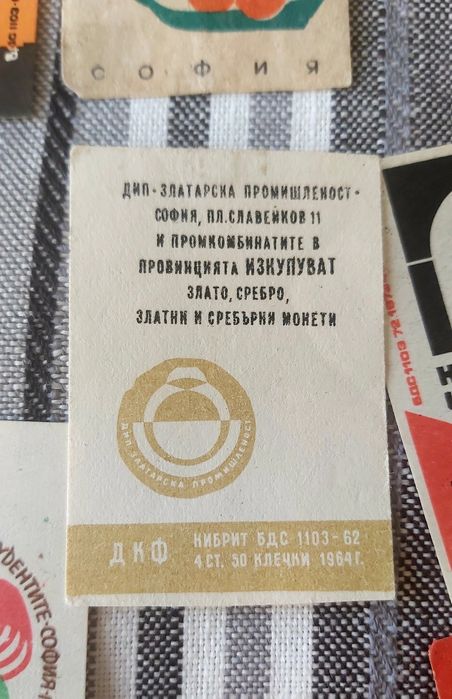 СОФИЯ
ДИП-ЗЛАТАРСКА ПРОМИШЛЕНОСТ-
СОФИЯ, ПЛ.СЛАВЕЙКОВ 11
И ПРОМКОМБИНАТИТЕ В
ПРОВИНЦИЯТА ИЗКУПУВАТ
ЗЛАТО, СРЕБРО,
ЗЛАТНИ И СРЕБЪРНИ МОНЕТИ
ДИП. ЗЛАТАРСКА ПРОМИШЛЕНОСТ
ДКФ
КИБРИТ БДС 1103-62
4 СТ. 50 КЛЕЧКИ 1964 Г.